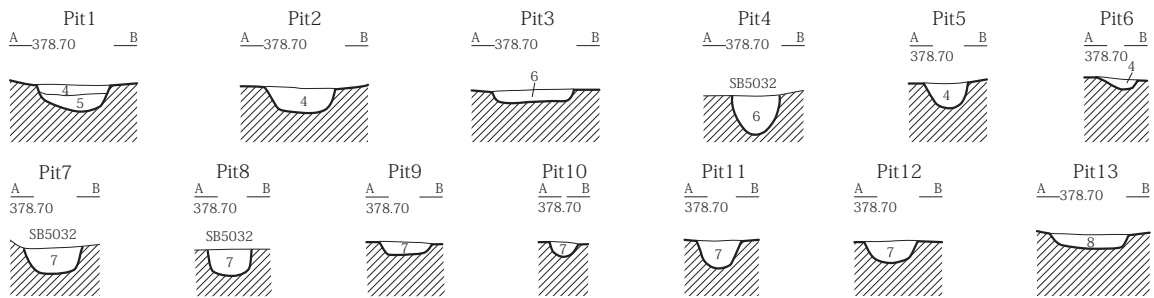 Pit1 Pit2 Pit3 Pit4 Pit5 Pit6
A 378.70 B A 378.70 B A 378.70 B A 378.70 B A B A B
378.70 378.70
4 5 4 6 SB5032 6 4 4
Pit7 Pit8 Pit9 Pit10 Pit11 Pit12 Pit13
A B A B A B A B A B A B A 378.70 B
378.70 378.70 378.70 378.70 378.70 378.70
SB5032 SB5032
7 7 7 7 7 7 8